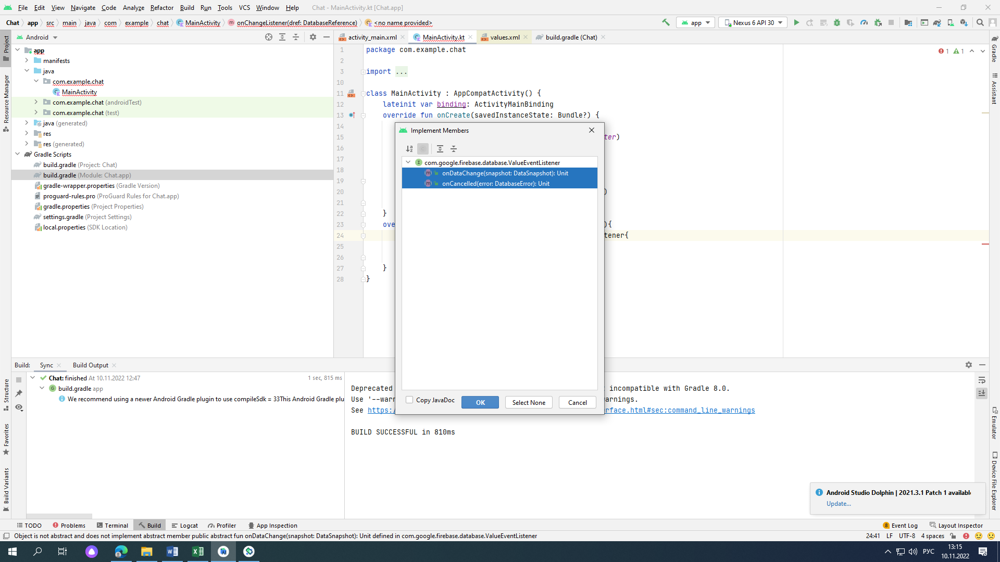 File Edit View Navigate Code Analyze Refactor Build Run Tools VCS Window Help Chat - MainActivity.kt [Chat.app]
Chat app src main java com example chat MainActivity onChangeListener(dref: DatabaseReference) <no name provided> app Nexus 6 API 30
Android
activity_main.xml MainActivity.kt values.xml build.gradle (Chat)
Project
Resource Manager
Structure
Favorites
Build Variants
app
manifests
java
com.example.chat
MainActivity
com.example.chat (androidTest)
com.example.chat (test)
java (generated)
res
res (generated)
Gradle Scripts
build.gradle (Project: Chat)
build.gradle (Module: Chat.app)
gradle-wrapper.properties (Gradle Version)
proguard-rules.pro (ProGuard Rules for Chat.app)
gradle.properties (Project Properties)
settings.gradle (Project Settings)
local.properties (SDK Location)
1 package com.example.chat
2
3 import ...
10
11 class MainActivity : AppCompatActivity() {
12 lateinit var binding: ActivityMainBinding
13 override fun onCreate(savedInstanceState: Bundle?) {
14
15 ter)
16
17
18
19
20 )
21
22 }
23 ove ){
24 tener{
25
26
27 }
28 }
1 1
Implement Members
com.google.firebase.database.ValueEventListener
onDataChange(snapshot: DataSnapshot): Unit
onCancelled(error: DatabaseError): Unit
Copy JavaDoc OK Select None Cancel
Gradle
Assistant
Emulator
Device File Explorer
Build: Sync Build Output
Chat: finished At 10.11.2022 12:47 1 sec, 815 ms
build.gradle app
We recommend using a newer Android Gradle plugin to use compileSdk = 33This Android Gradle plu
Deprecated t incompatible with Gradle 8.0.
Use '--warn arnings.
See https:/ rface.html#sec:command_line_warnings
BUILD SUCCESSFUL in 810ms
Android Studio Dolphin | 2021.3.1 Patch 1 availabl
Update...
TODO Problems Terminal Build Logcat Profiler App Inspection 8 Event Log Layout Inspector
Object is not abstract and does not implement abstract member public abstract fun onDataChange(snapshot: DataSnapshot): Unit defined in com.google.firebase.database.ValueEventListener 24:41 LF UTF-8 4 spaces
РУС
13:15
10.11.2022